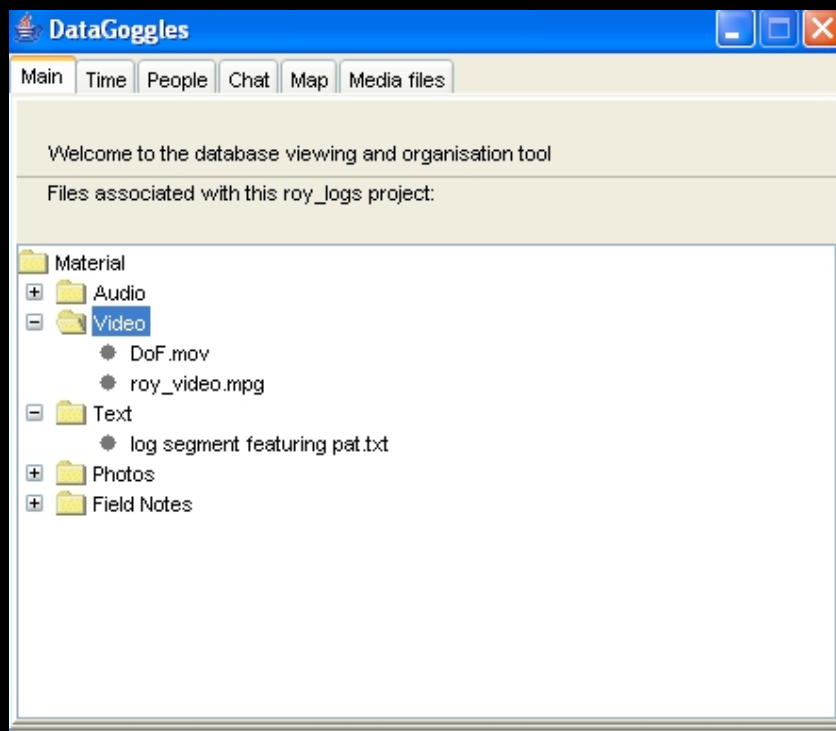 DataGoggles
Main Time People Chat Map Media files
Welcome to the database viewing and organisation tool
Files associated with this roy_logs project:
Material
Audio
Video
DoF.mov
roy_video.mpg
Text
log segment featuring pat.txt
Photos
Field Notes